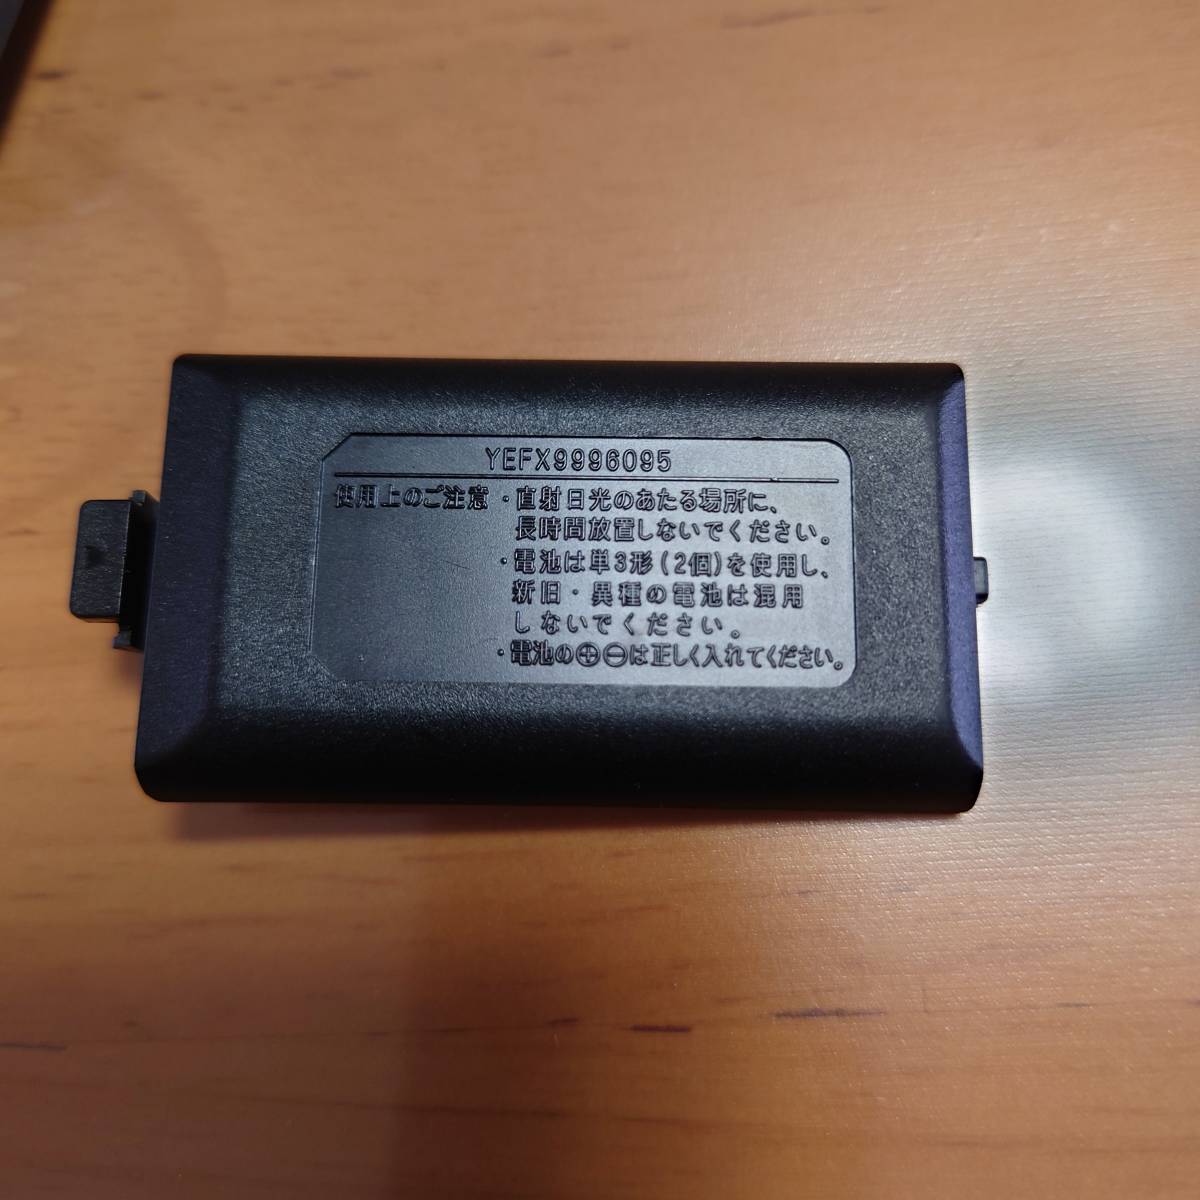 YEFX9996095
使用上のご注意 ・直射日光のあたる場所に、
長時間放置しないでください。
・電池は単3形(2個)を使用し、
新旧・異種の電池は混用
しないでください。
・電池の⊕⊖は正しく入れてください。